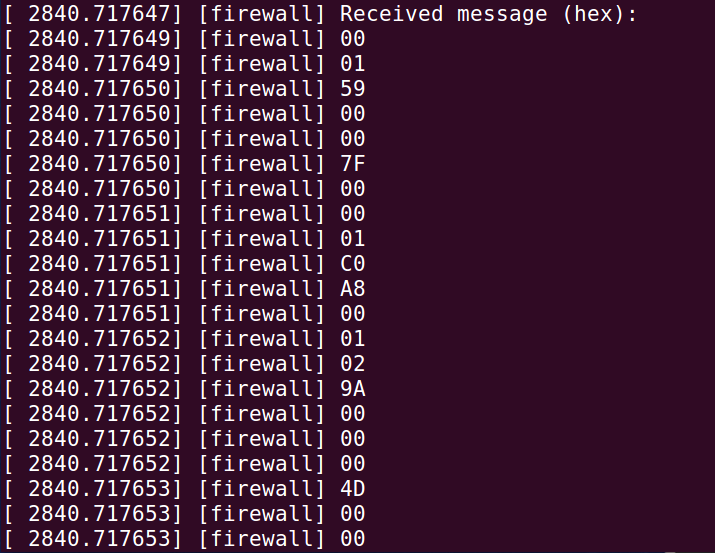 [ 2840.717647] [firewall] Received message (hex):
[ 2840.717649] [firewall] 00
[ 2840.717649] [firewall] 01
[ 2840.717650] [firewall] 59
[ 2840.717650] [firewall] 00
[ 2840.717650] [firewall] 00
[ 2840.717650] [firewall] 7F
[ 2840.717650] [firewall] 00
[ 2840.717651] [firewall] 00
[ 2840.717651] [firewall] 01
[ 2840.717651] [firewall] C0
[ 2840.717651] [firewall] A8
[ 2840.717651] [firewall] 00
[ 2840.717652] [firewall] 01
[ 2840.717652] [firewall] 02
[ 2840.717652] [firewall] 9A
[ 2840.717652] [firewall] 00
[ 2840.717652] [firewall] 00
[ 2840.717652] [firewall] 00
[ 2840.717653] [firewall] 4D
[ 2840.717653] [firewall] 00
[ 2840.717653] [firewall] 00